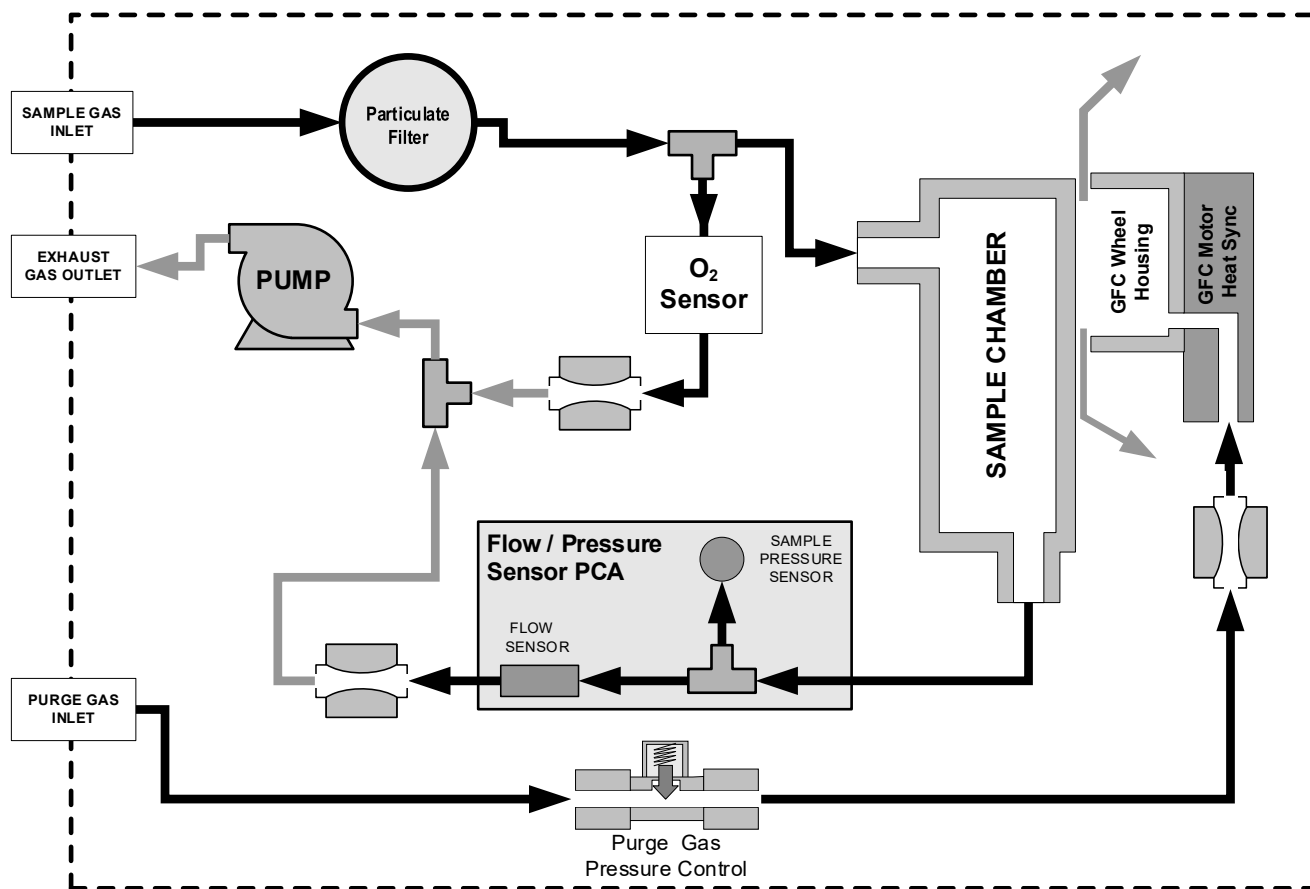 SAMPLE GAS
INLET
Particulate
Filter
EXHAUST
GAS OUTLET
PUMP
O₂
Sensor
SAMPLE CHAMBER
GFC Wheel
Housing
GFC Motor
Heat Sync
Flow / Pressure
Sensor PCA
SAMPLE
PRESSURE
SENSOR
FLOW
SENSOR
PURGE GAS
INLET
Purge Gas
Pressure Control